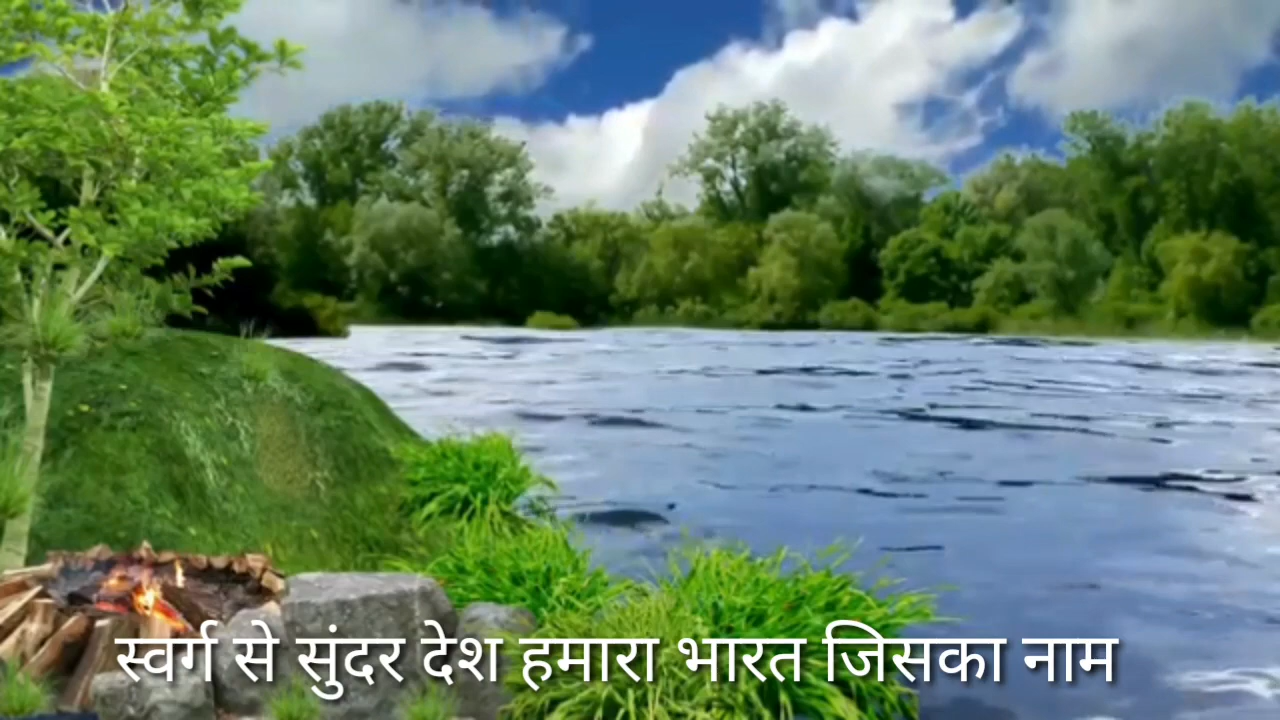 स्वर्ग से सुंदर देश हमारा भारत जिसका नाम